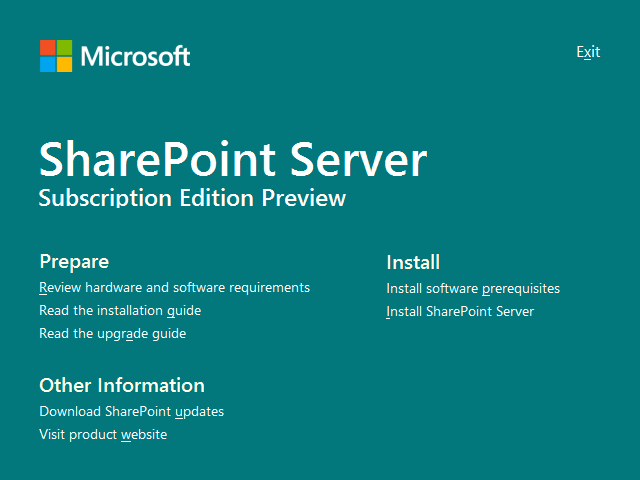 Microsoft
Exit
SharePoint Server
Subscription Edition Preview
Prepare
Review hardware and software requirements
Read the installation guide
Read the upgrade guide
Install
Install software prerequisites
Install SharePoint Server
Other Information
Download SharePoint updates
Visit product website